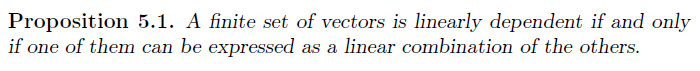 Proposition 5.1. A finite set of vectors is linearly dependent if and only
if one of them can be expressed as a linear combination of the others.